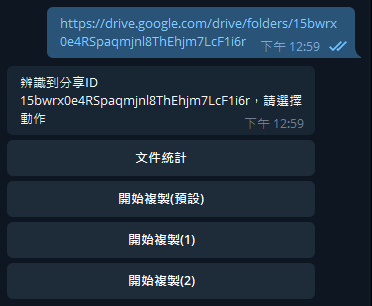 https://drive.google.com/drive/folders/15bwrx
0e4RSpaqmjnl8ThEhjm7LcF1i6r
下午 12:59
辨識到分享ID
15bwrx0e4RSpaqmjnl8ThEhjm7LcF1i6r，請選擇
動作
下午 12:59
文件統計
開始複製(預設)
開始複製(1)
開始複製(2)